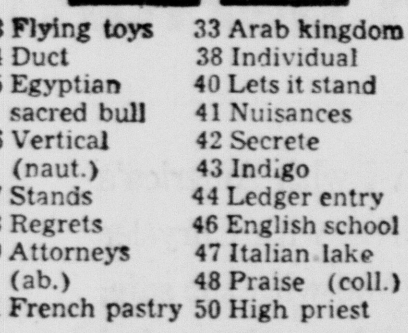 Flying toys
Duct
Egyptian
sacred bull
Vertical
(naut.)
Stands
Regrets
Attorneys
(ab.)
French pastry
33 Arab kingdom
38 Individual
40 Lets it stand
41 Nuisances
42 Secrete
43 Indigo
44 Ledger entry
46 English school
47 Italian lake
48 Praise (coll.)
50 High priest